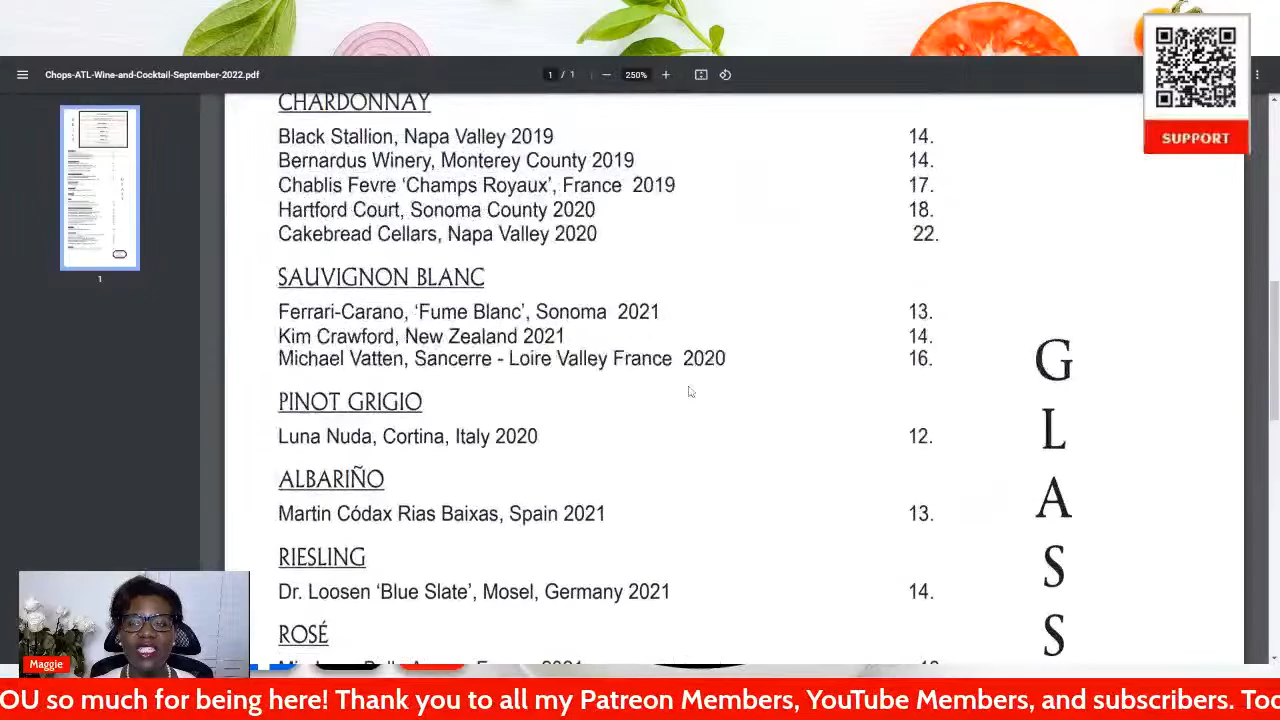 Chops-ATL-Wine-and-Cocktail-September-2022.pdf
1 / 1
250%
SUPPORT
CHARDONNAY
Black Stallion, Napa Valley 2019 14.
Bernardus Winery, Monterey County 2019 14.
Chablis Fevre ‘Champs Royaux’, France 2019 17.
Hartford Court, Sonoma County 2020 18.
Cakebread Cellars, Napa Valley 2020 22.
SAUVIGNON BLANC
Ferrari-Carano, ‘Fume Blanc’, Sonoma 2021 13.
Kim Crawford, New Zealand 2021 14.
Michael Vatten, Sancerre - Loire Valley France 2020 16.
PINOT GRIGIO
Luna Nuda, Cortina, Italy 2020 12.
ALBARIÑO
Martin Códax Rias Baixas, Spain 2021 13.
RIESLING
Dr. Loosen ‘Blue Slate’, Mosel, Germany 2021 14.
ROSÉ
G
L
A
S
S
1
Maggie
OU so much for being here! Thank you to all my Patreon Members, YouTube Members, and subscribers. Too